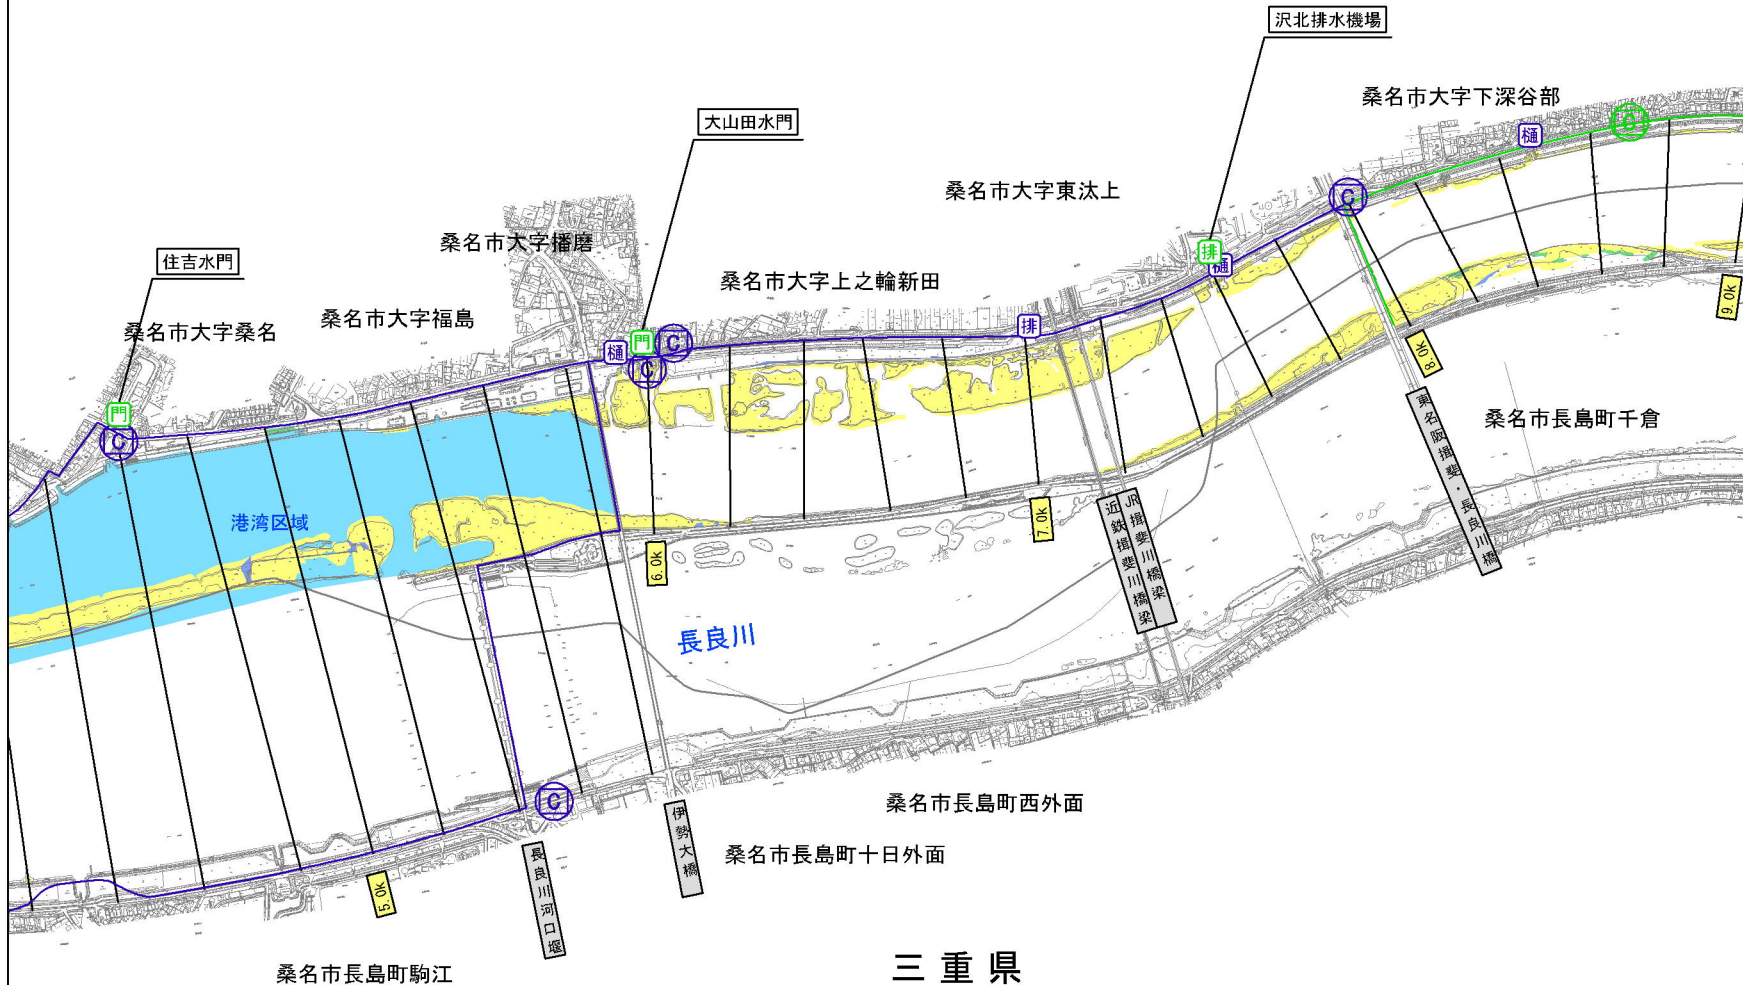 沢北排水機場
桑名市大字下深谷部
大山田水門
樋
C
桑名市大字東汰上
C
桑名市大字播磨
排
樋
住吉水門
桑名市大字上之輪新田
9.0k
桑名市大字福島
桑名市大字桑名
排
門
C
樋
C
8.0k
門
C
東名阪揖斐・長良川橋
桑名市長島町千倉
港湾区域
7.0k
近鉄揖斐川橋梁
JR揖斐川橋梁
6.0k
長良川
C
伊勢大橋
桑名市長島町西外面
長良川河口堰
桑名市長島町十日外面
5.0k
桑名市長島町駒江
三重県